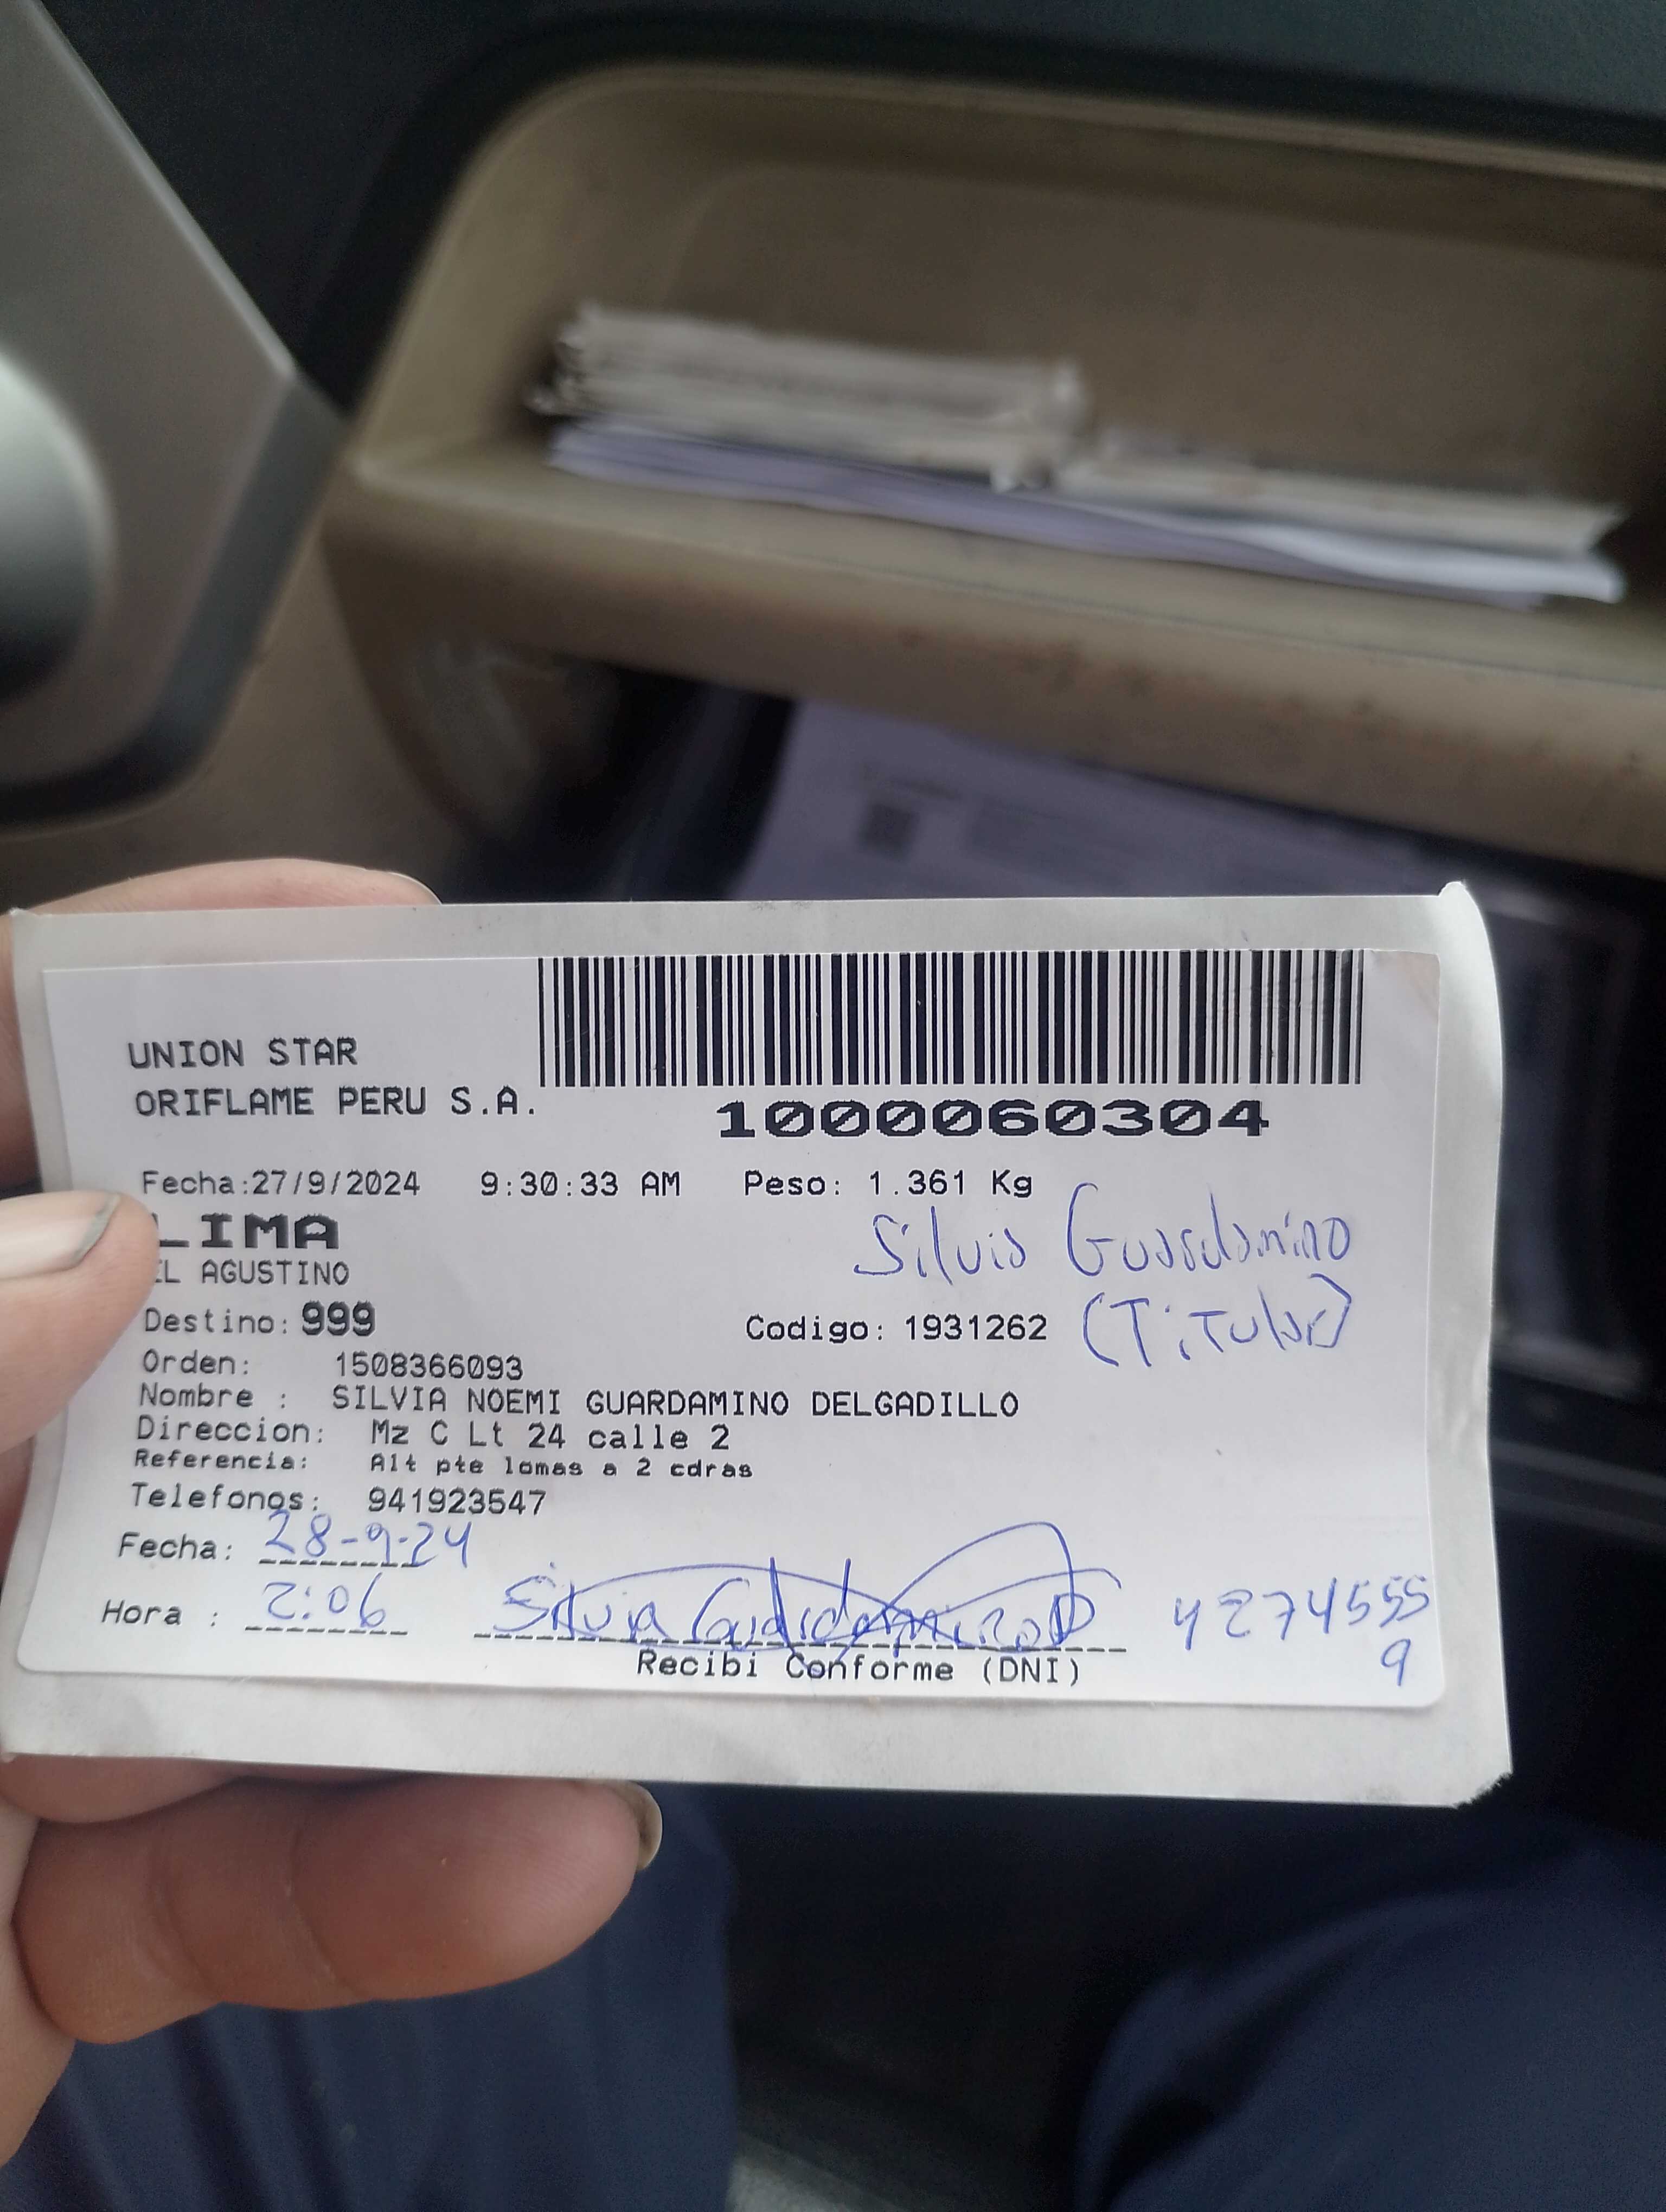 UNION STAR
ORIFLAME PERU S.A.
1000060304
Fecha:27/9/2024 9:30:33 AM Peso: 1.361 Kg
LIMA
EL AGUSTINO
Silvia Guardamino
(Titular)
Destino: 999 Codigo: 1931262
Orden: 1508366093
Nombre : SILVIA NOEMI GUARDAMINO DELGADILLO
Direccion: Mz C Lt 24 calle 2
Referencia: Alt pte lomas a 2 cdras
Telefonos: 941923547
Fecha: 28-9-24
Hora : 2:06 Silvia Guardamino D 42745559
Recibi Conforme (DNI)